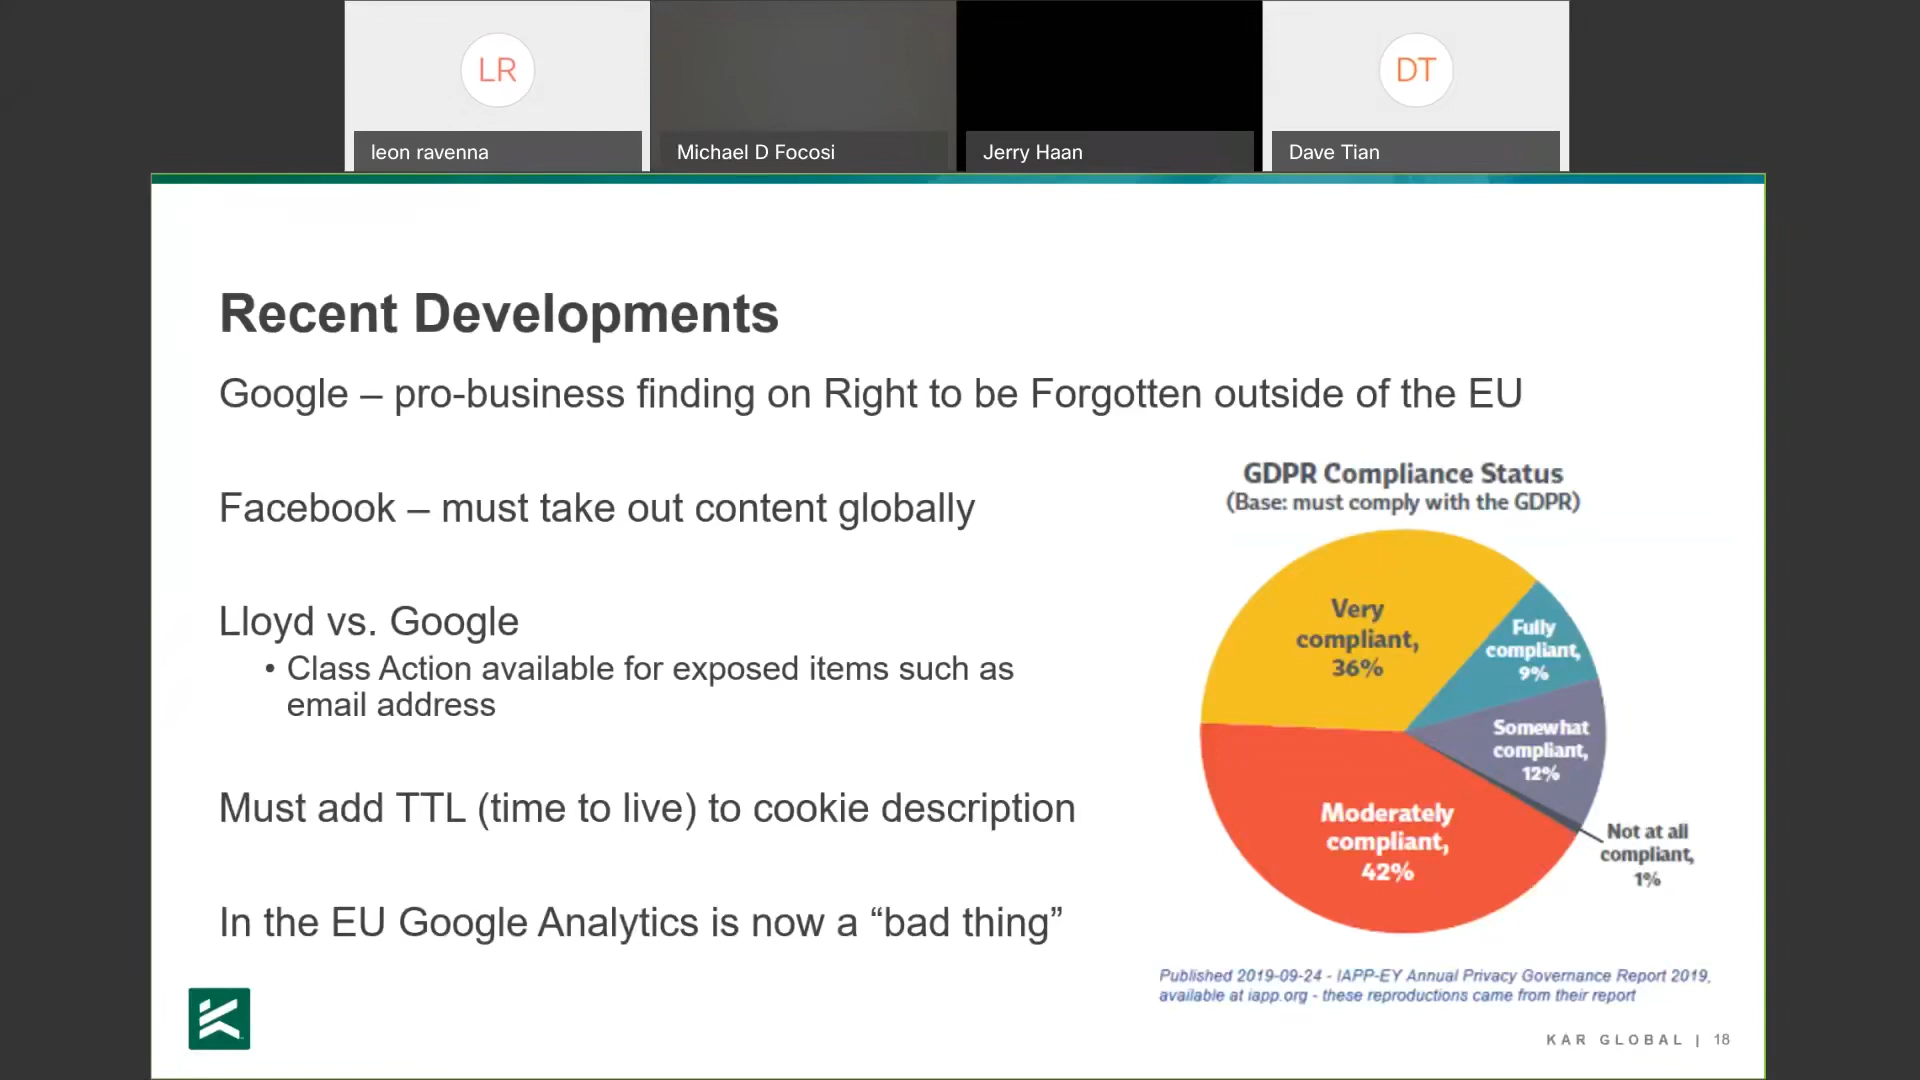 LR
DT
leon ravenna
Michael D Focosi
Jerry Haan
Dave Tian
Recent Developments
Google – pro-business finding on Right to be Forgotten outside of the EU
Facebook – must take out content globally
Lloyd vs. Google
• Class Action available for exposed items such as
email address
Must add TTL (time to live) to cookie description
In the EU Google Analytics is now a “bad thing”
GDPR Compliance Status
(Base: must comply with the GDPR)
Very
compliant,
36%
Fully
compliant,
9%
Somewhat
compliant,
12%
Moderately
compliant,
42%
Not at all
compliant,
1%
Published 2019-09-24 - IAPP-EY Annual Privacy Governance Report 2019,
available at iapp.org - these reproductions came from their report
KAR GLOBAL | 18